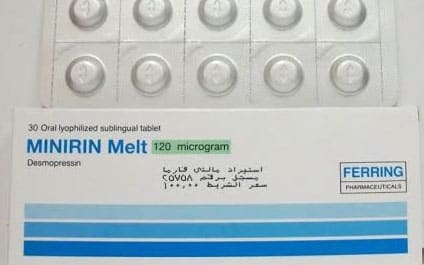 30 Oral lyophilized sublingual tablet
MINIRIN Melt 120 microgram
Desmopressin
استيراد مالتي فارما
مسجل برقم ٢٥٧٥٨
سعر الشريط ١٠٠,٠٠
FERRING
PHARMACEUTICALS